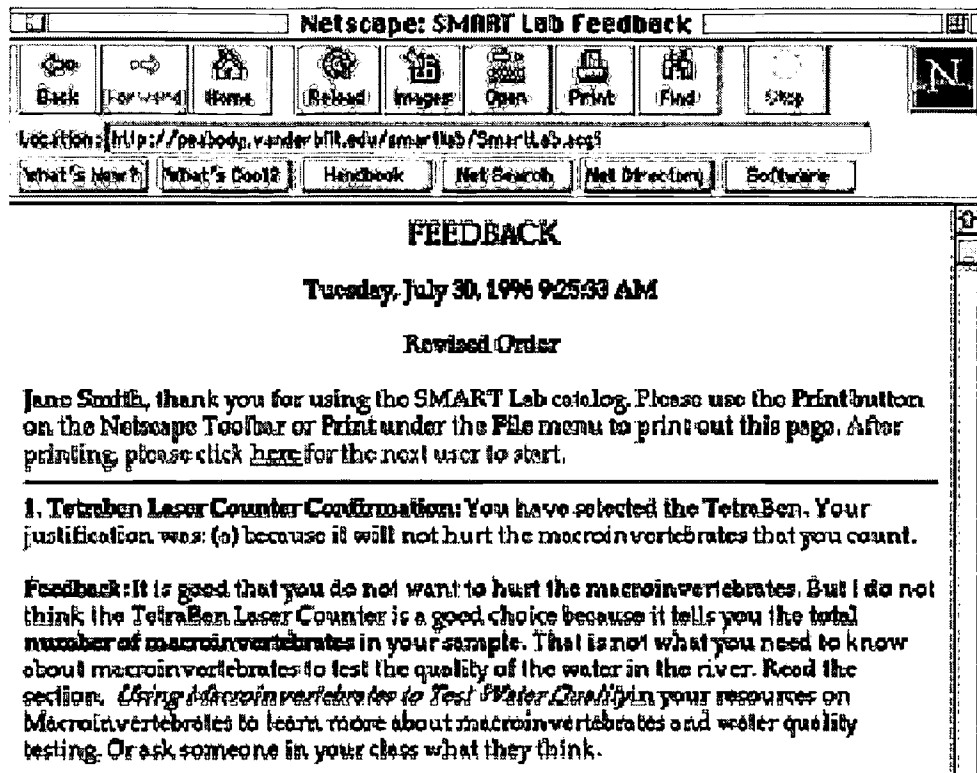 Netscape: SMART Lab Feedback
Back Forward Home Reload Images Open Print Find Stop
N
Location: http://peabody.vanderbilt.edu/smartlab/SmartLab.acgi
What's New? What's Cool? Handbook Net Search Net Directory Software
FEEDBACK
Tuesday, July 30, 1996 9:25:33 AM
Revised Order
Jane Smith, thank you for using the SMART Lab catalog. Please use the Print button
on the Netscape Toolbar or Print under the File menu to print out this page. After
printing, please click here for the next user to start.
1. Tetraben Laser Counter Confirmation: You have selected the TetraBen. Your
justification was: (a) because it will not hurt the macroinvertebrates that you count.
Feedback: It is good that you do not want to hurt the macroinvertebrates. But I do not
think the TetraBen Laser Counter is a good choice because it tells you the total
number of macroinvertebrates in your sample. That is not what you need to know
about macroinvertebrates to test the quality of the water in the river. Read the
section, Using Macroinvertebrates to Test Water Quality in your resources on
Macroinvertebrates to learn more about macroinvertebrates and water quality
testing. Or ask someone in your class what they think.